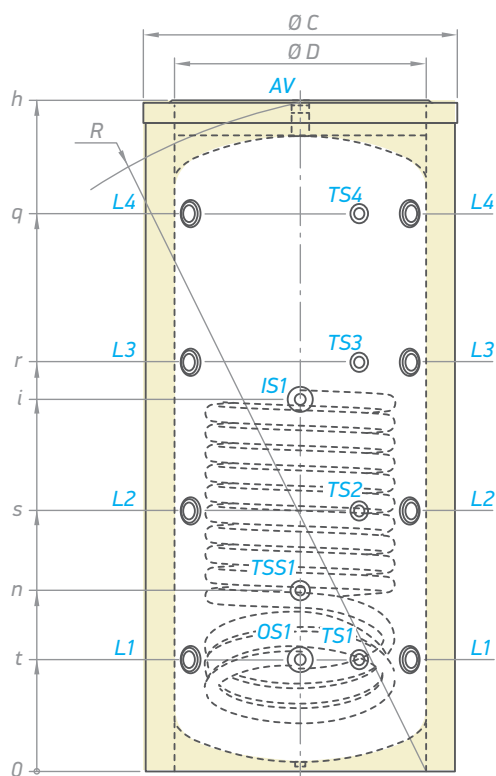 Ø C
Ø D
h AV
R
L4 TS4 L4
q
L3 TS3 L3
r
i IS1
L2 TS2 L2
s
TSS1
n
L1 OS1 TS1 L1
t
0